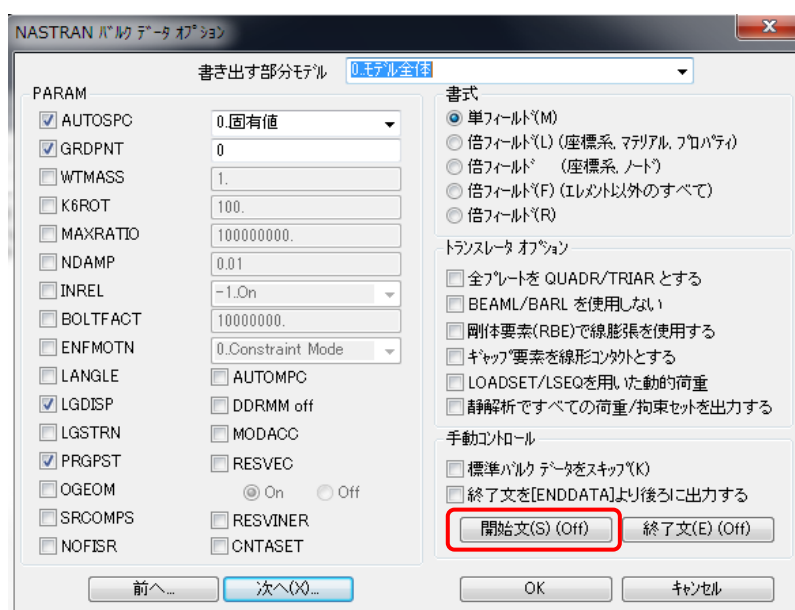 NASTRAN ﾊﾞﾙｸ ﾃﾞｰﾀ ｵﾌﾟｼｮﾝ
x
書き出す部分ﾓﾃﾞﾙ 0.ﾓﾃﾞﾙ全体
PARAM
AUTOSPC 0.固有値
GRDPNT 0
WTMASS 1.
K6ROT 100.
MAXRATIO 100000000.
NDAMP 0.01
INREL -1.On
BOLTFACT 10000000.
ENFMOTN 0.Constraint Mode
LANGLE AUTOMPC
LGDISP DDRMM off
LGSTRN MODACC
PRGPST RESVEC
OGEOM On Off
SRCOMPS RESVINER
NOFISR CNTASET
書式
単ﾌｨｰﾙﾄﾞ(M)
倍ﾌｨｰﾙﾄﾞ(L) (座標系, ﾏﾃﾘｱﾙ, ﾌﾟﾛﾊﾟﾃｨ)
倍ﾌｨｰﾙﾄﾞ (座標系, ﾉｰﾄﾞ)
倍ﾌｨｰﾙﾄﾞ(F) (ｴﾚﾒﾝﾄ以外のすべて)
倍ﾌｨｰﾙﾄﾞ(R)
ﾄﾗﾝｽﾚｰﾀ ｵﾌﾟｼｮﾝ
全ﾌﾟﾚｰﾄを QUADR/TRIAR とする
BEAML/BARL を使用しない
剛体要素(RBE)で線膨張を使用する
ｷﾞｬｯﾌﾟ要素を線形ｺﾝﾀｸﾄとする
LOADSET/LSEQを用いた動的荷重
静解析ですべての荷重/拘束セットを出力する
手動ｺﾝﾄﾛｰﾙ
標準ﾊﾞﾙｸ ﾃﾞｰﾀをｽｷｯﾌﾟ(K)
終了文を[ENDDATA]より後ろに出力する
開始文(S) (Off) 終了文(E) (Off)
前へ... 次へ(X)... OK ｷｬﾝｾﾙ